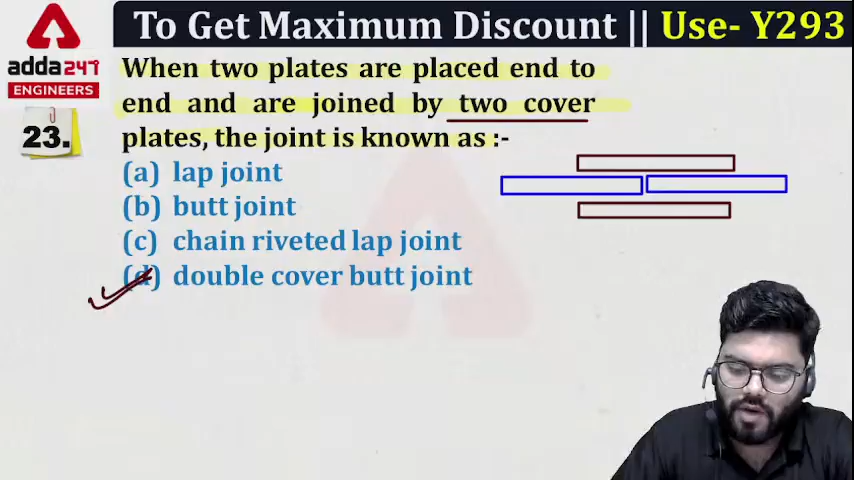 To Get Maximum Discount || Use- Y293
adda247
ENGINEERS
23.
When two plates are placed end to
end and are joined by two cover
plates, the joint is known as :-
(a) lap joint
(b) butt joint
(c) chain riveted lap joint
(d) double cover butt joint